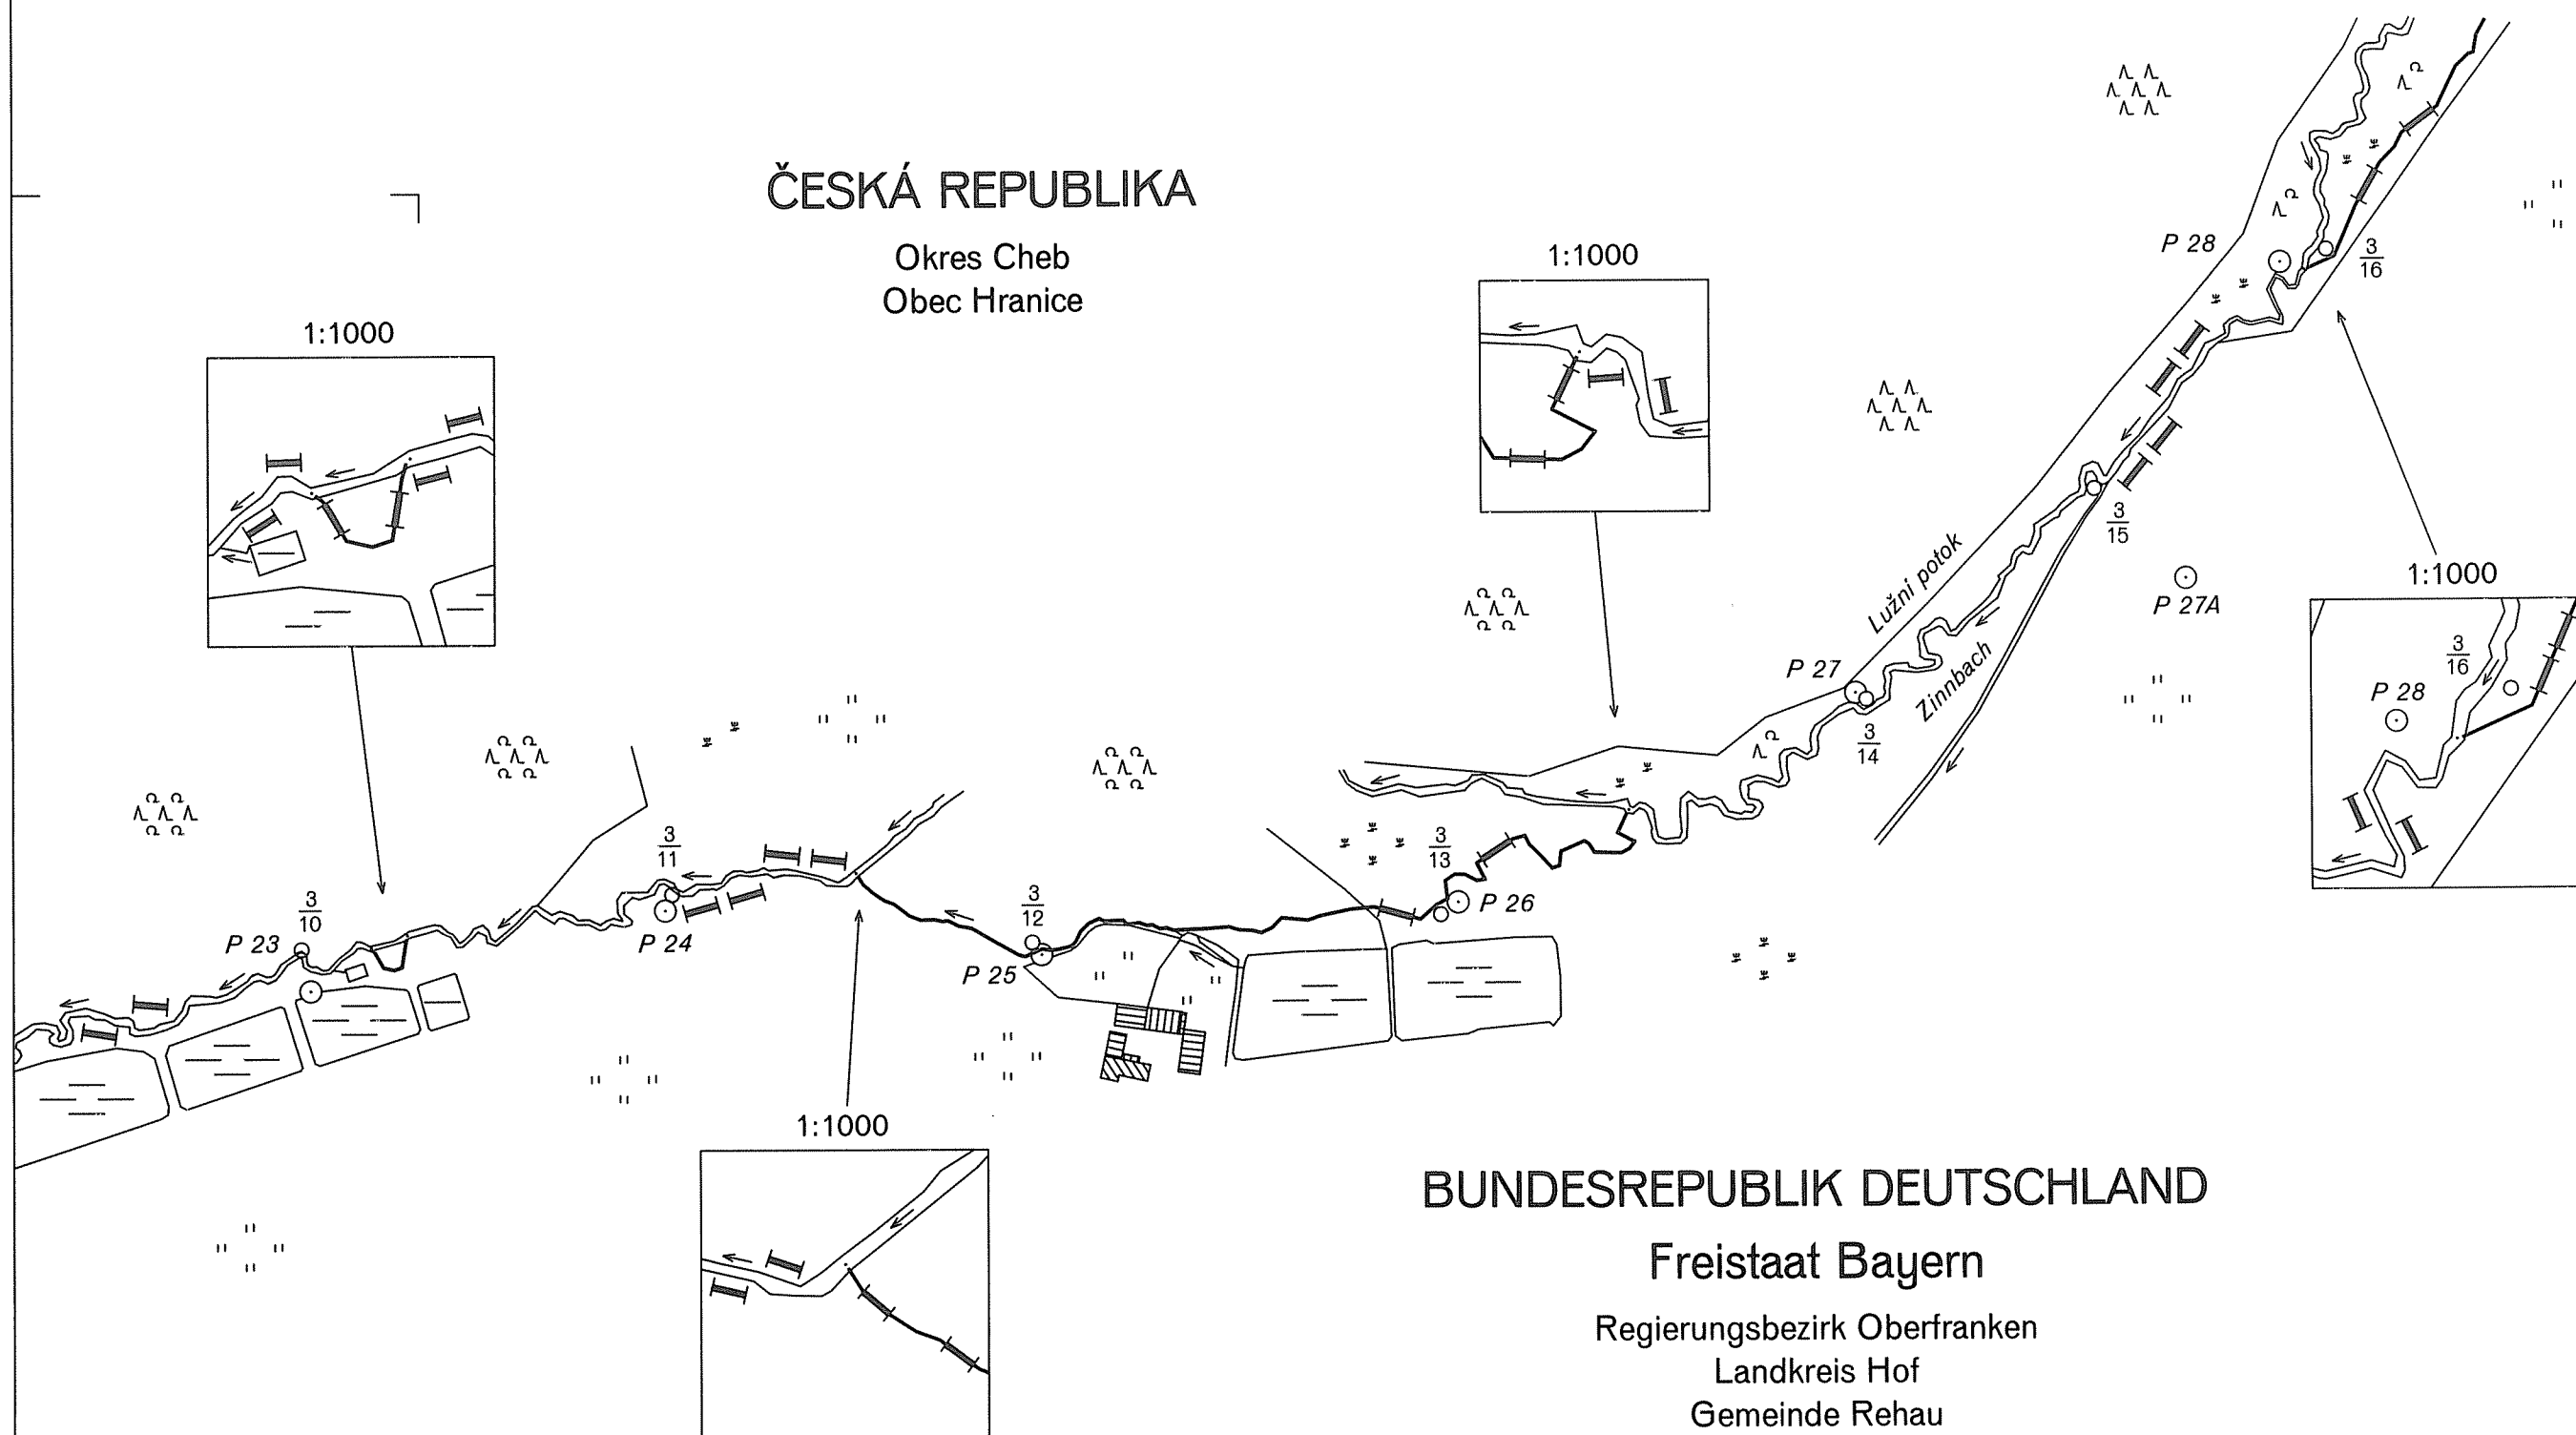 ČESKÁ REPUBLIKA
Okres Cheb
Obec Hranice
1:1000
1:1000
P 28
3
16
3
15
Lužní potok
P 27A
1:1000
3
16
P 28
P 27
Zinnbach
3
14
3
13
P 26
3
11
P 24
3
12
P 25
3
10
P 23
1:1000
BUNDESREPUBLIK DEUTSCHLAND
Freistaat Bayern
Regierungsbezirk Oberfranken
Landkreis Hof
Gemeinde Rehau